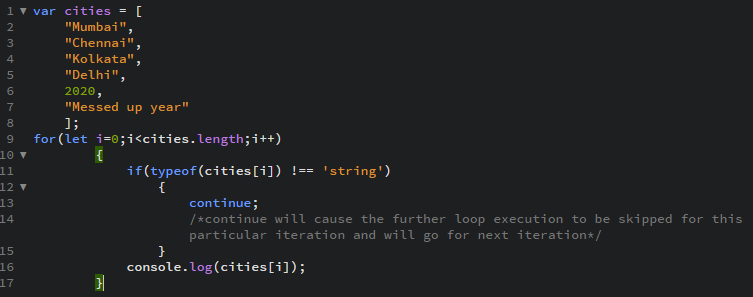 1 ▼ var cities = [
2 "Mumbai",
3 "Chennai",
4 "Kolkata",
5 "Delhi",
6 2020,
7 "Messed up year"
8 ];
9 for(let i=0;i<cities.length;i++)
10 ▼ {
11 if(typeof(cities[i]) !== 'string')
12 ▼ {
13 continue;
14 /*continue will cause the further loop execution to be skipped for this
particular iteration and will go for next iteration*/
15 }
16 console.log(cities[i]);
17 }